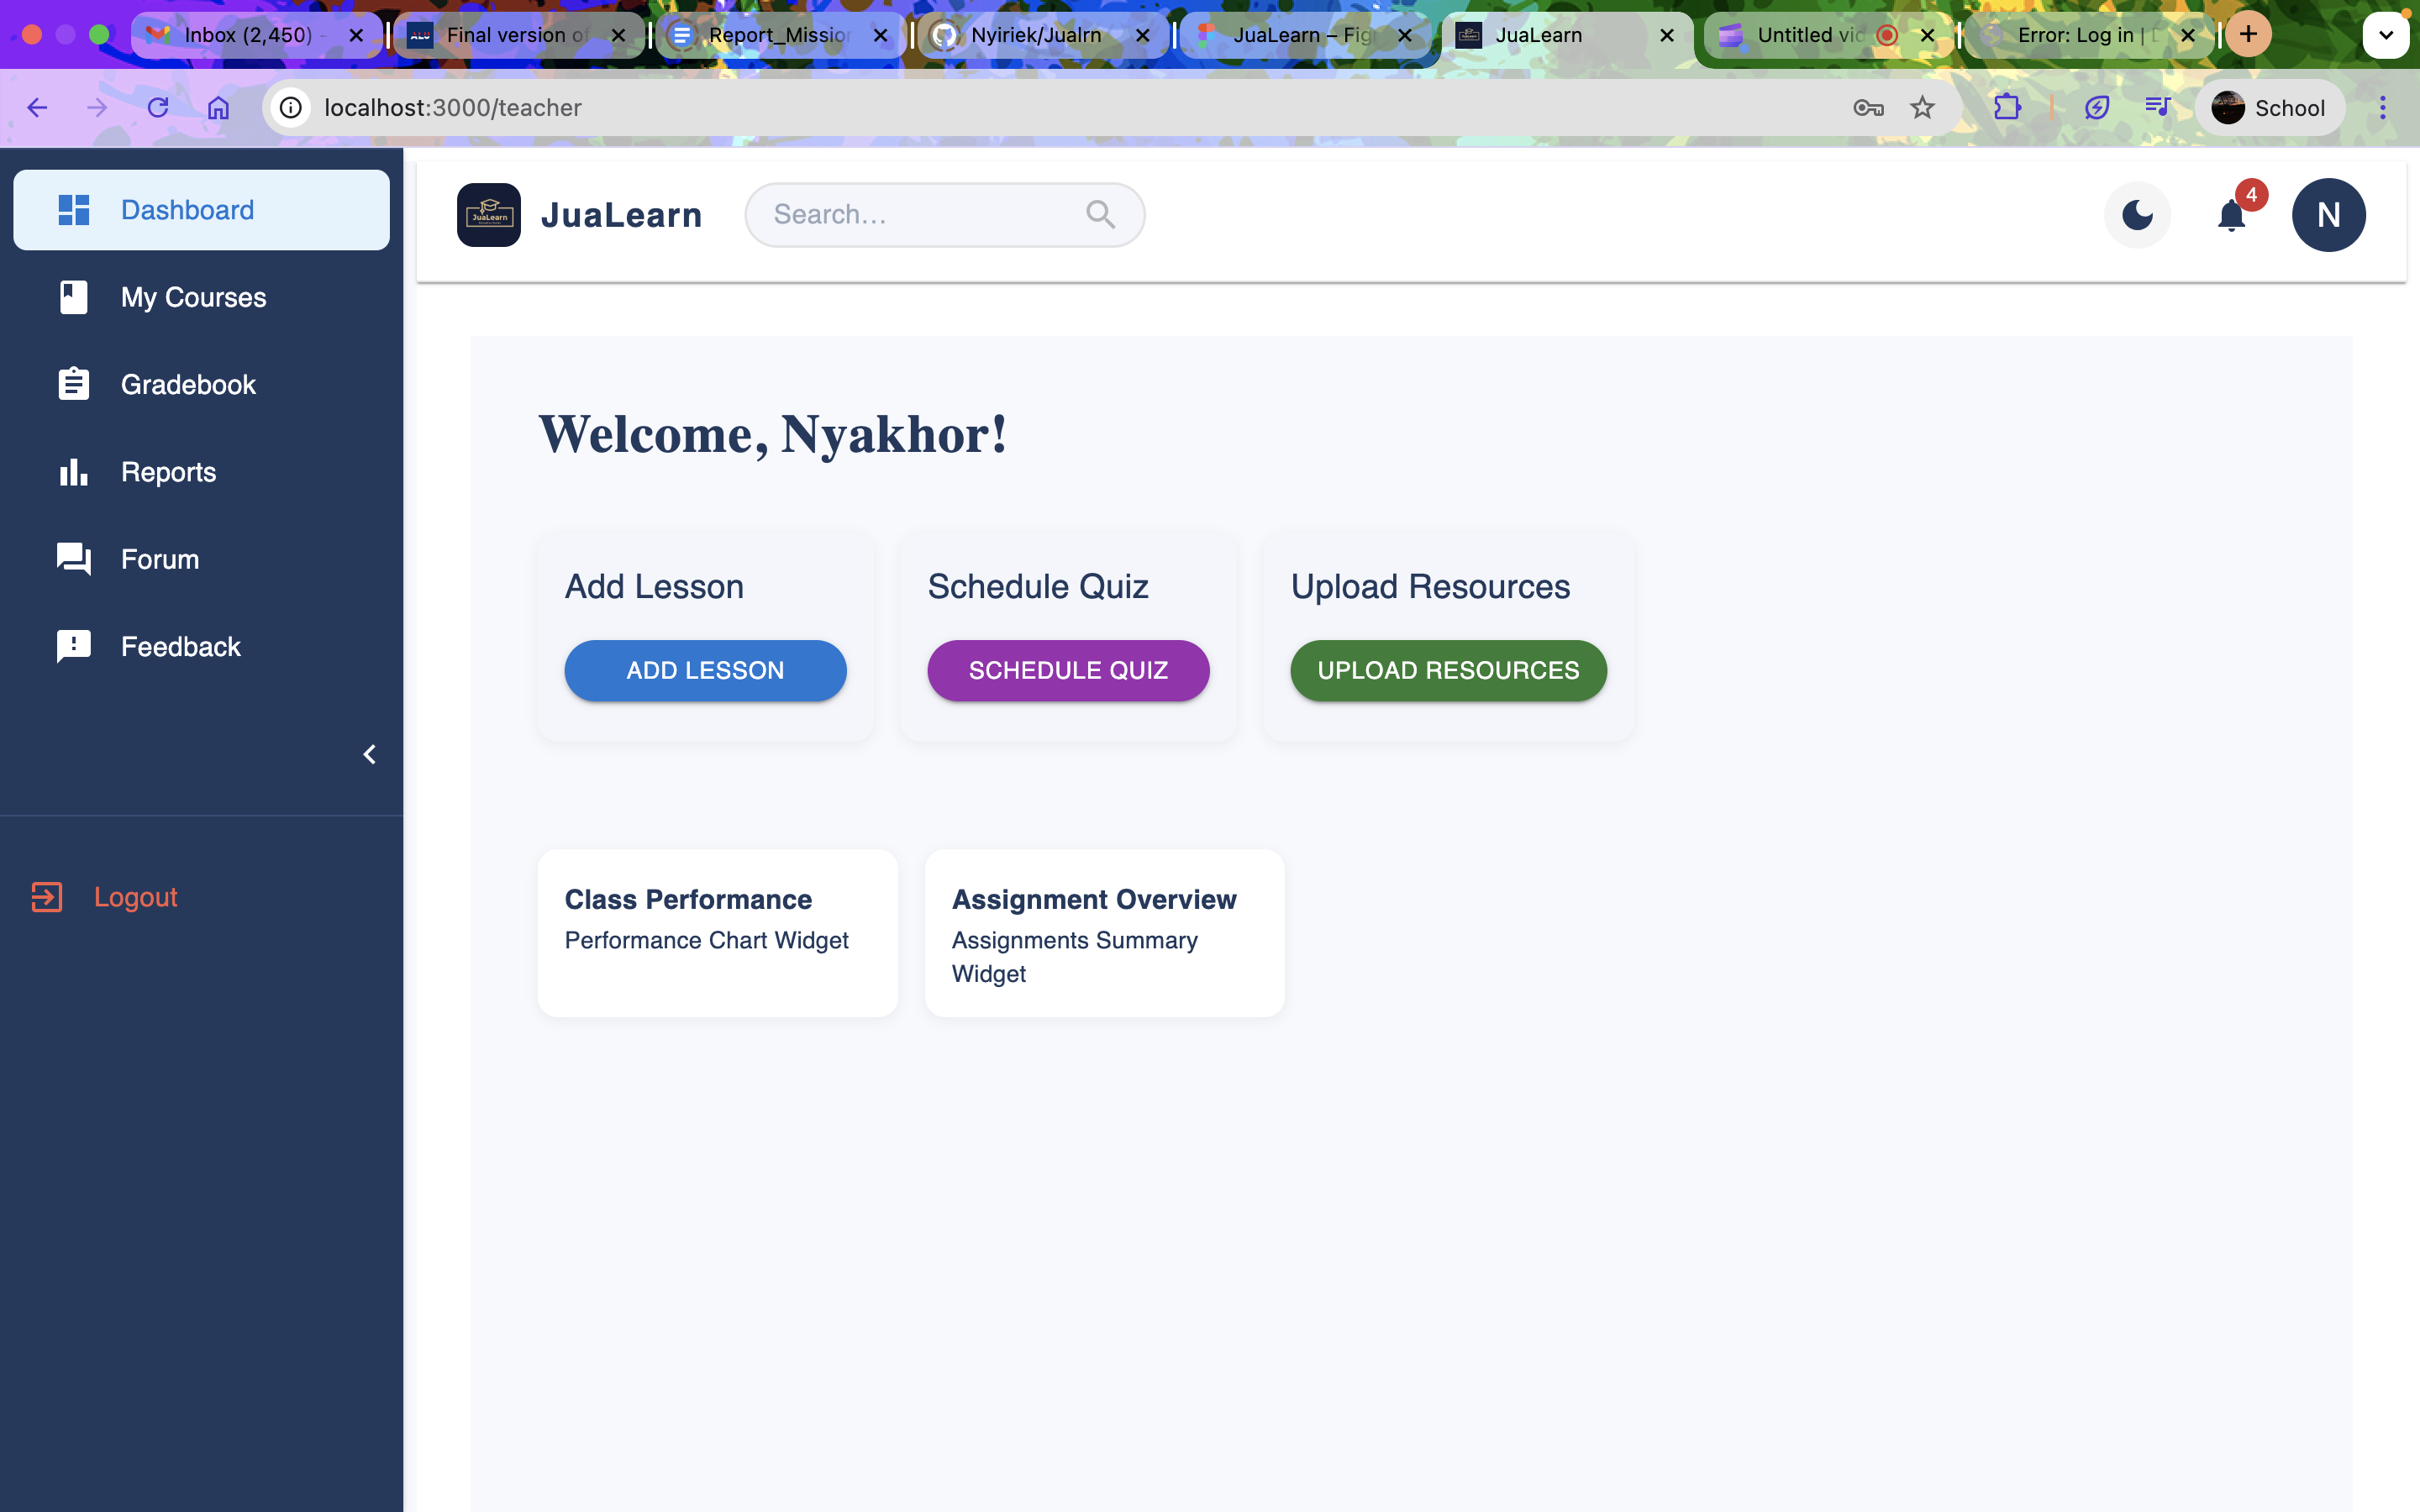 Inbox (2,450) -
Final version of
Report_Mission
Nyiriek/Jualrn
JuaLearn – Fig
JuaLearn
Untitled vid
Error: Log in |
localhost:3000/teacher
School
Dashboard
My Courses
Gradebook
Reports
Forum
Feedback
Logout
JuaLearn
JuaLearn
Search...
4
N
Welcome, Nyakhor!
Add Lesson
ADD LESSON
Schedule Quiz
SCHEDULE QUIZ
Upload Resources
UPLOAD RESOURCES
Class Performance
Performance Chart Widget
Assignment Overview
Assignments Summary
Widget